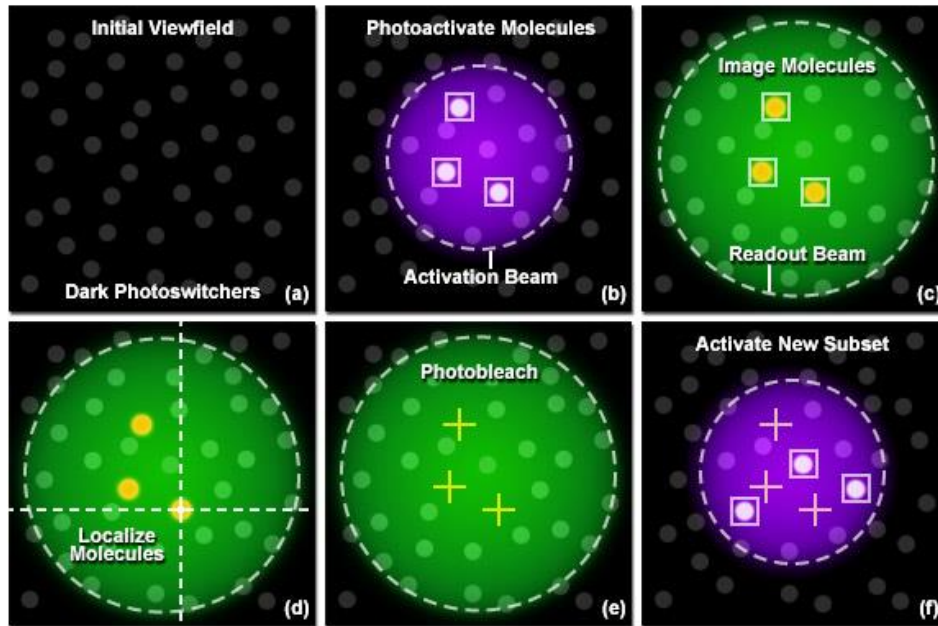 Initial Viewfield
Dark Photoswitchers
(a)
Photoactivate Molecules
Activation Beam
(b)
Image Molecules
Readout Beam
(c)
Localize
Molecules
(d)
Photobleach
(e)
Activate New Subset
(f)